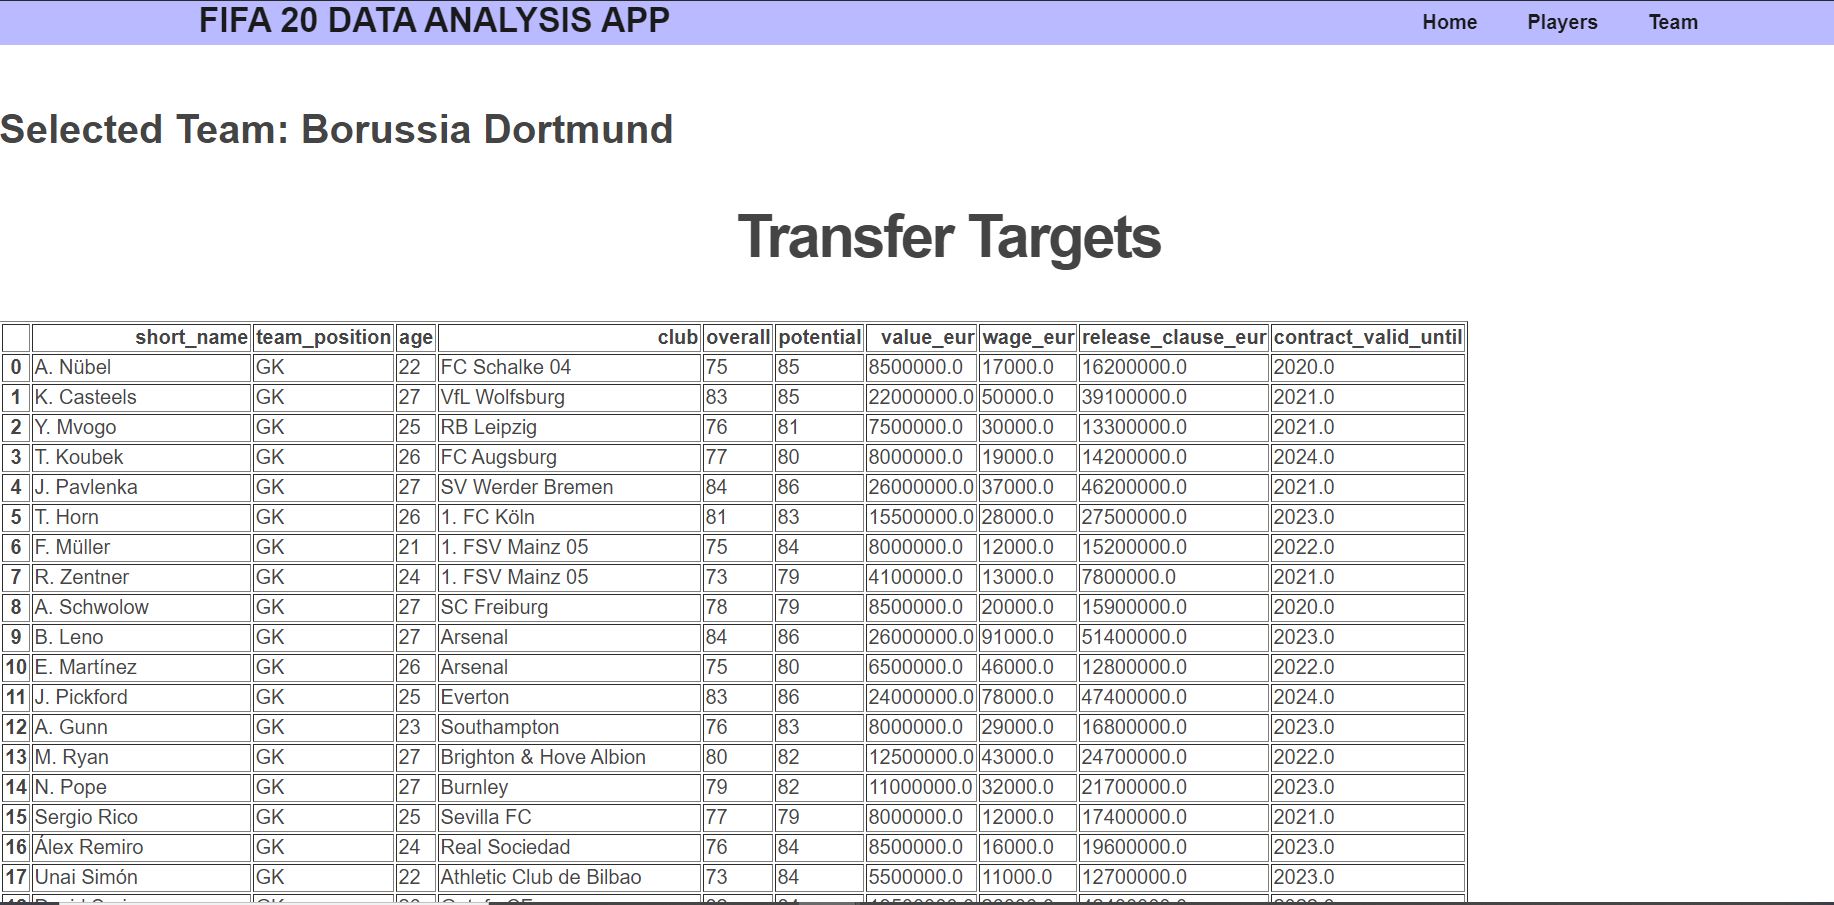 FIFA 20 DATA ANALYSIS APP Home Players Team
Selected Team: Borussia Dortmund
Transfer Targets
short_name team_position age club overall potential value_eur wage_eur release_clause_eur contract_valid_until
0 A. Nübel GK 22 FC Schalke 04 75 85 8500000.0 17000.0 16200000.0 2020.0
1 K. Casteels GK 27 VfL Wolfsburg 83 85 22000000.0 50000.0 39100000.0 2021.0
2 Y. Mvogo GK 25 RB Leipzig 76 81 7500000.0 30000.0 13300000.0 2021.0
3 T. Koubek GK 26 FC Augsburg 77 80 8000000.0 19000.0 14200000.0 2024.0
4 J. Pavlenka GK 27 SV Werder Bremen 84 86 26000000.0 37000.0 46200000.0 2021.0
5 T. Horn GK 26 1. FC Köln 81 83 15500000.0 28000.0 27500000.0 2023.0
6 F. Müller GK 21 1. FSV Mainz 05 75 84 8000000.0 12000.0 15200000.0 2022.0
7 R. Zentner GK 24 1. FSV Mainz 05 73 79 4100000.0 13000.0 7800000.0 2021.0
8 A. Schwolow GK 27 SC Freiburg 78 79 8500000.0 20000.0 15900000.0 2020.0
9 B. Leno GK 27 Arsenal 84 86 26000000.0 91000.0 51400000.0 2023.0
10 E. Martínez GK 26 Arsenal 75 80 6500000.0 46000.0 12800000.0 2022.0
11 J. Pickford GK 25 Everton 83 86 24000000.0 78000.0 47400000.0 2024.0
12 A. Gunn GK 23 Southampton 76 83 8000000.0 29000.0 16800000.0 2023.0
13 M. Ryan GK 27 Brighton & Hove Albion 80 82 12500000.0 43000.0 24700000.0 2022.0
14 N. Pope GK 27 Burnley 79 82 11000000.0 32000.0 21700000.0 2023.0
15 Sergio Rico GK 25 Sevilla FC 77 79 8000000.0 12000.0 17400000.0 2021.0
16 Álex Remiro GK 24 Real Sociedad 76 84 8500000.0 16000.0 19600000.0 2023.0
17 Unai Simón GK 22 Athletic Club de Bilbao 73 84 5500000.0 11000.0 12700000.0 2023.0